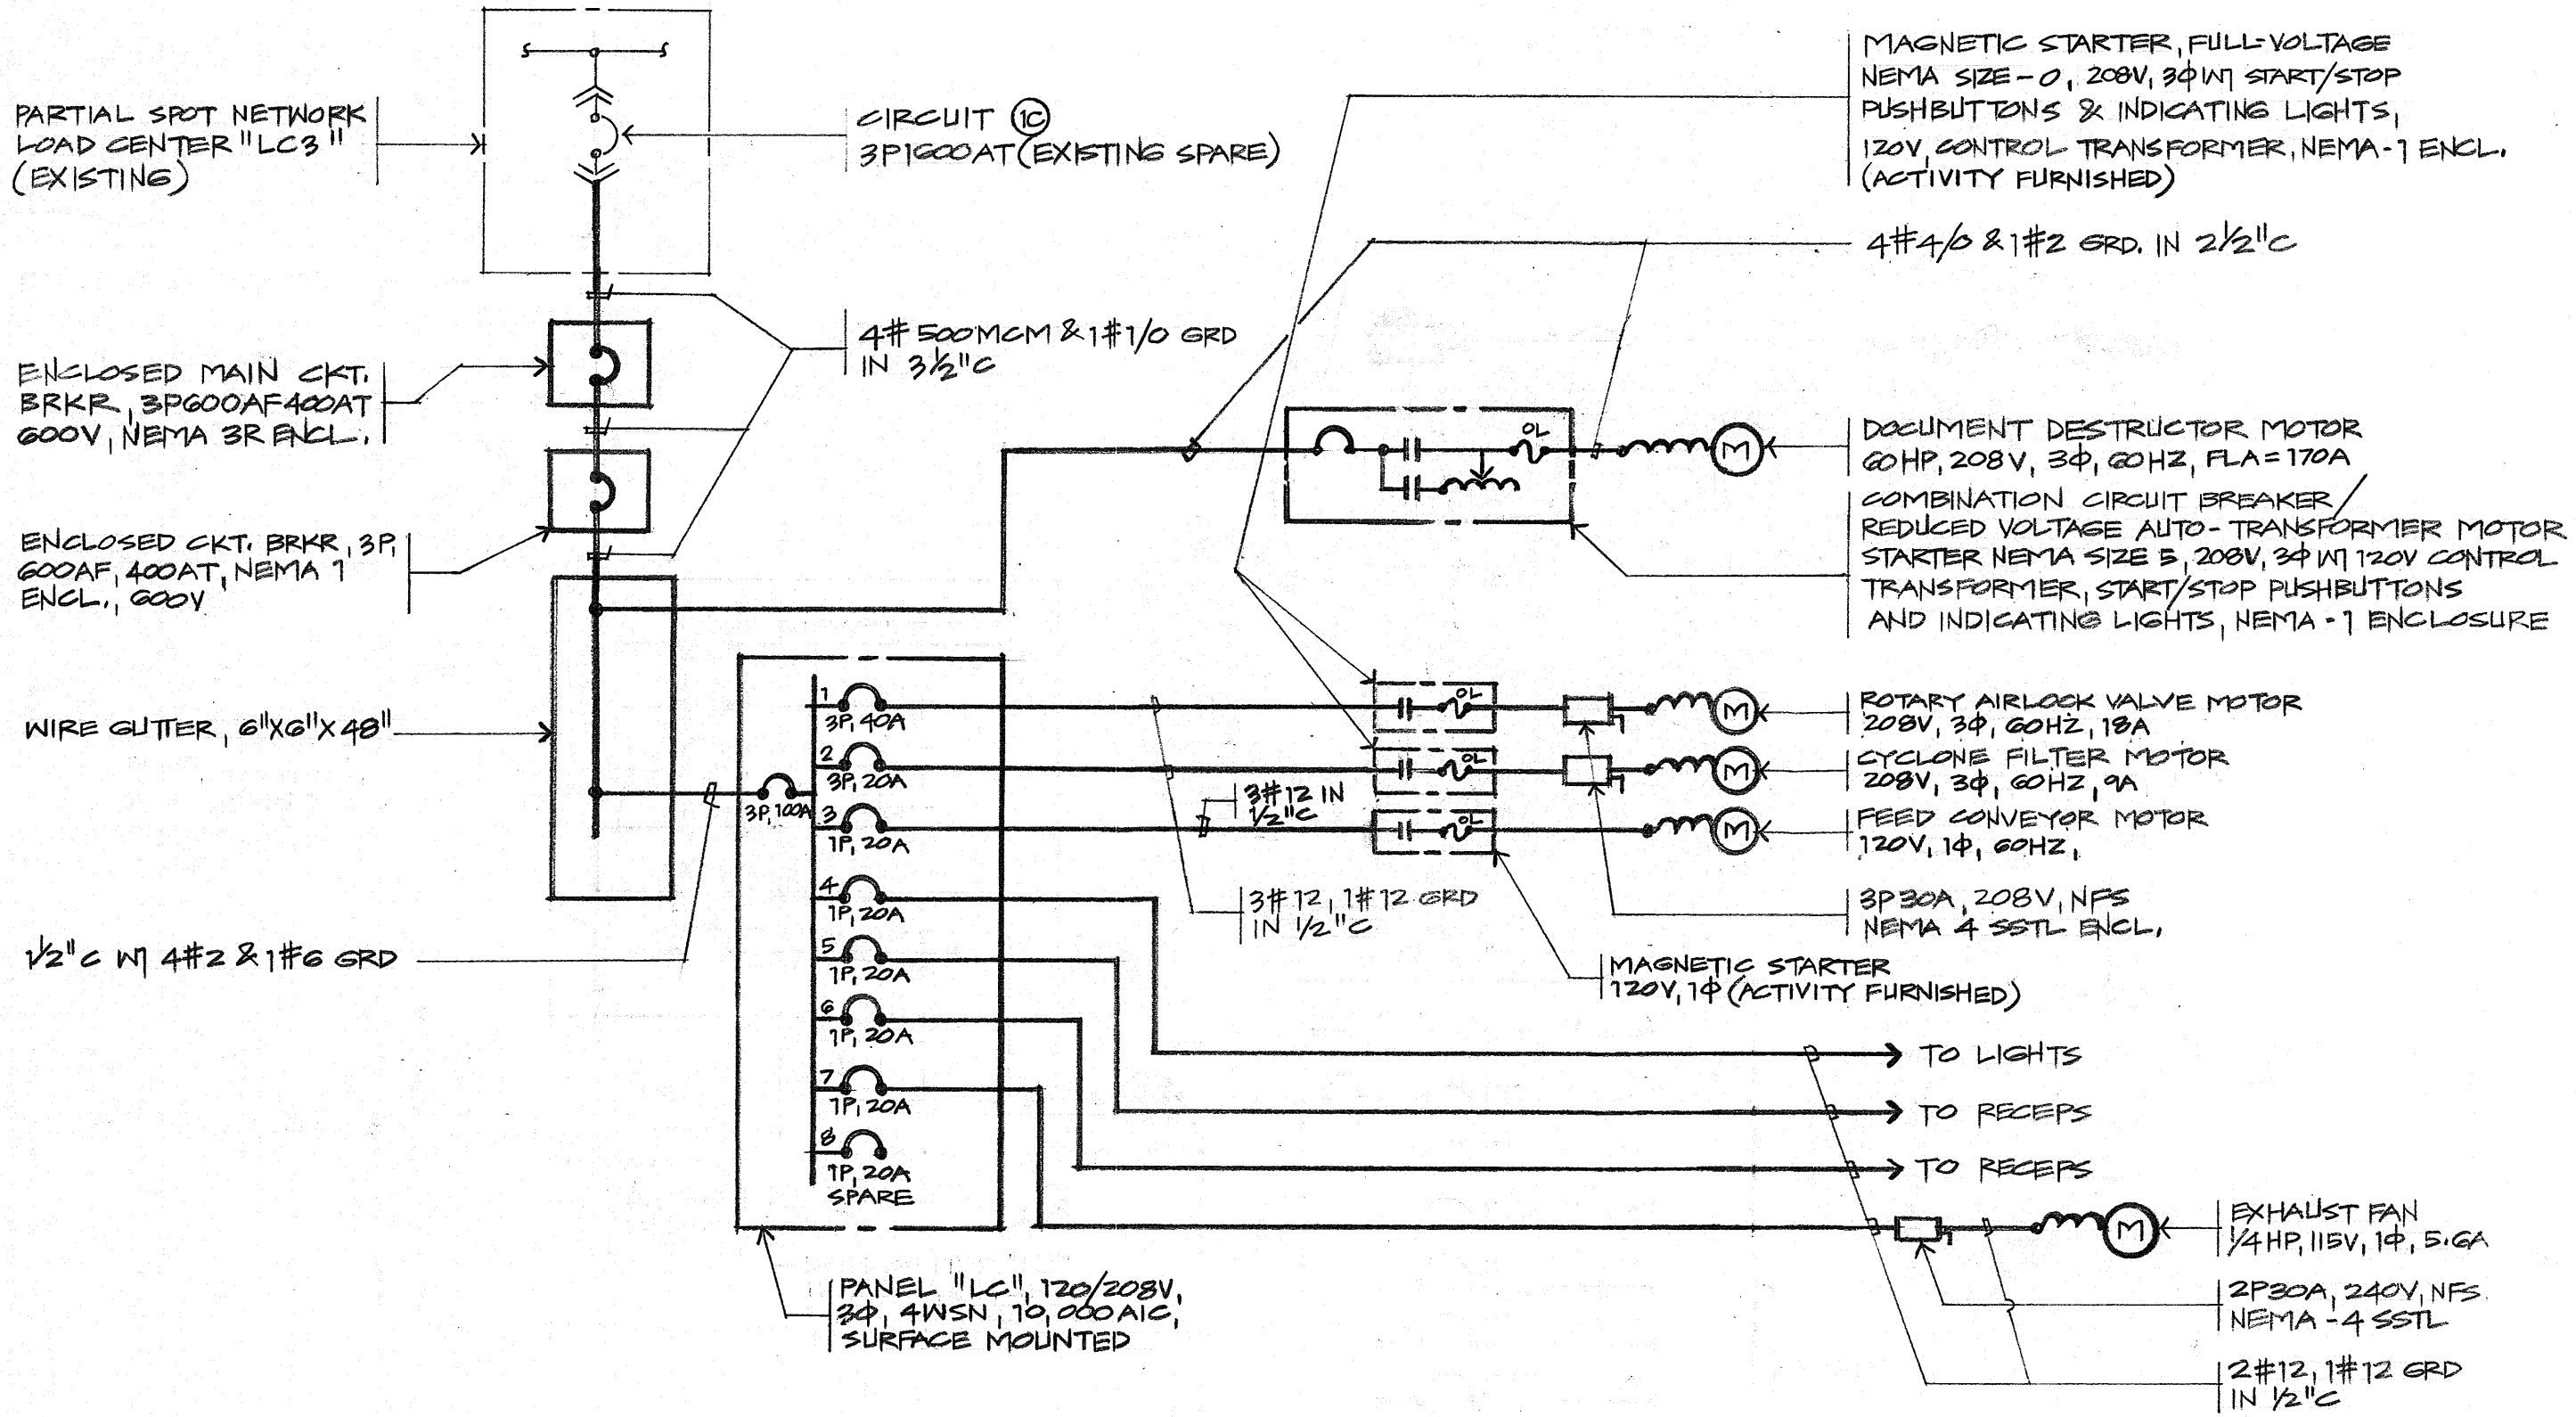 PARTIAL SPOT NETWORK
LOAD CENTER "LC3"
(EXISTING)
CIRCUIT 1C
3P1600AT (EXISTING SPARE)
MAGNETIC STARTER, FULL-VOLTAGE
NEMA SIZE-0, 208V, 3φ W/ START/STOP
PUSHBUTTONS & INDICATING LIGHTS,
120V, CONTROL TRANSFORMER, NEMA-1 ENCL.
(ACTIVITY FURNISHED)
4#4/0 & 1#2 GRD. IN 2½"C
4#500MCM & 1#1/0 GRD
IN 3½"C
ENCLOSED MAIN CKT.
BRKR, 3P600AF400AT
600V, NEMA 3R ENCL.
ENCLOSED CKT. BRKR, 3P,
600AF, 400AT, NEMA 1
ENCL., 600V
OL
M
DOCUMENT DESTRUCTOR MOTOR
60HP, 208V, 3φ, 60HZ, FLA=170A
COMBINATION CIRCUIT BREAKER/
REDUCED VOLTAGE AUTO-TRANSFORMER MOTOR
STARTER NEMA SIZE 5, 208V, 3φ W/ 120V CONTROL
TRANSFORMER, START/STOP PUSHBUTTONS
AND INDICATING LIGHTS, NEMA-1 ENCLOSURE
WIRE GUTTER, 6"X6"X48"
1½"C W/ 4#2 & 1#6 GRD
3P, 100A
1
3P, 40A
OL
M
ROTARY AIRLOCK VALVE MOTOR
208V, 3φ, 60HZ, 18A
2
3P, 20A
OL
M
CYCLONE FILTER MOTOR
208V, 3φ, 60HZ, 9A
3
1P, 20A
3#12 IN
½"C
OL
M
FEED CONVEYOR MOTOR
120V, 1φ, 60HZ,
4
1P, 20A
3#12, 1#12 GRD
IN ½"C
3P30A, 208V, NFS
NEMA 4 SSTL ENCL.
5
1P, 20A
MAGNETIC STARTER
120V, 1φ (ACTIVITY FURNISHED)
6
1P, 20A
7
1P, 20A
8
1P, 20A
SPARE
TO LIGHTS
TO RECEPS
TO RECEPS
M
EXHAUST FAN
1/4HP, 115V, 1φ, 5.6A
2P30A, 240V, NFS
NEMA-4 SSTL
2#12, 1#12 GRD
IN ½"C
PANEL "LC", 120/208V,
3φ, 4WSN, 10,000AIC,
SURFACE MOUNTED